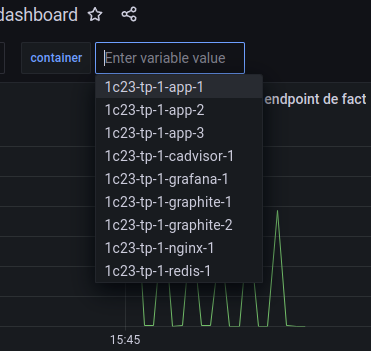 dashboard
container
Enter variable value
1c23-tp-1-app-1
1c23-tp-1-app-2
1c23-tp-1-app-3
1c23-tp-1-cadvisor-1
1c23-tp-1-grafana-1
1c23-tp-1-graphite-1
1c23-tp-1-graphite-2
1c23-tp-1-nginx-1
1c23-tp-1-redis-1
endpoint de fact
15:45